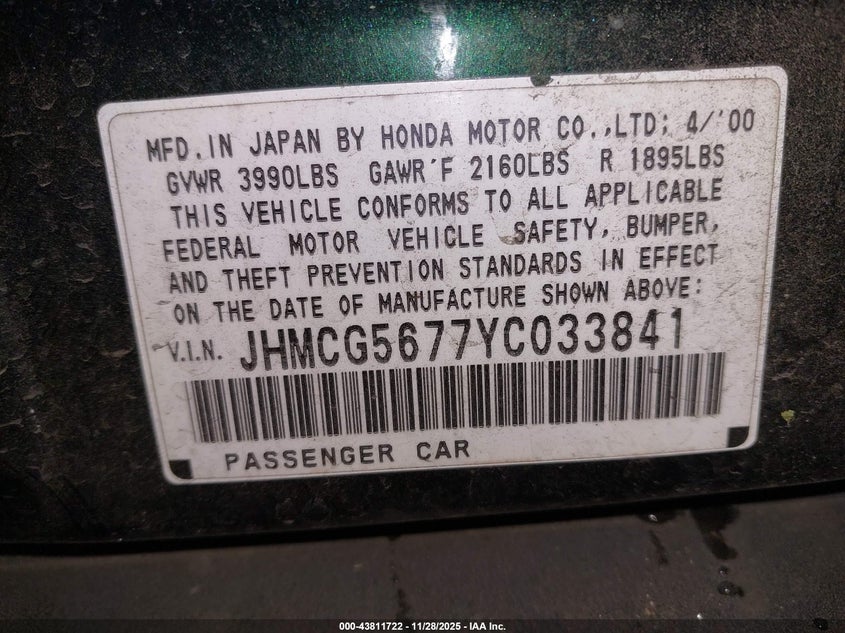 MFD. IN JAPAN BY HONDA MOTOR CO.,LTD; 4/'00
GVWR 3990LBS GAWR'F 2160LBS R 1895LBS
THIS VEHICLE CONFORMS TO ALL APPLICABLE
FEDERAL MOTOR VEHICLE SAFETY, BUMPER,
AND THEFT PREVENTION STANDARDS IN EFFECT
ON THE DATE OF MANUFACTURE SHOWN ABOVE:
V.I.N. JHMCG5677YC033841
PASSENGER CAR
000-43811722 - 11/28/2025 - IAA Inc.